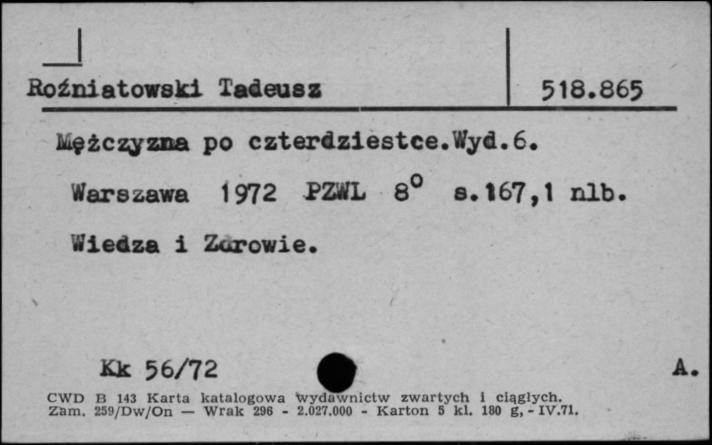 Roźniatowski Tadeusz 518.865
Mężczyzna po czterdziestce.Wyd.6.
Warszawa 1972 PZWL 8° s.167,1 nlb.
Wiedza i Zdrowie.
Kk 56/72 A.
CWD B 143 Karta katalogowa wydawnictw zwartych i ciągłych.
Zam. 259/Dw/On — Wrak 296 - 2.027.000 - Karton 5 kl. 180 g, - IV.71.